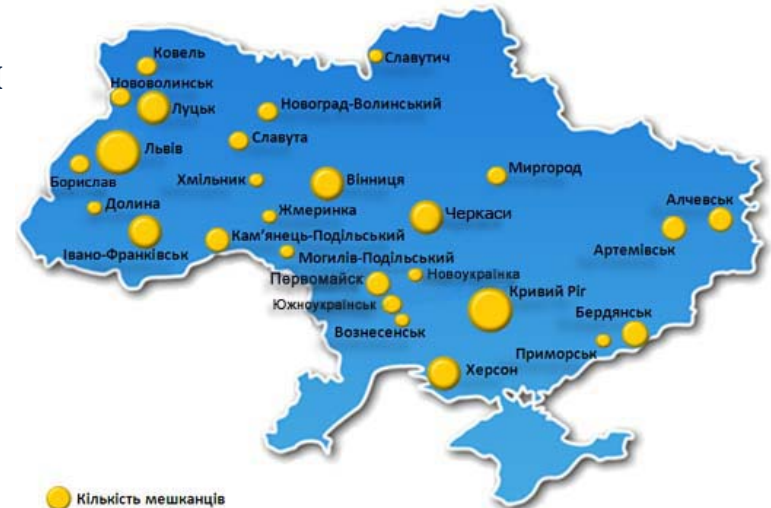 Славутич
Ковель
К
Нововолинськ
Луцьк
Новоград-Волинський
Славута
Львів
Миргород
Борислав
Хмільник
Вінниця
Алчевськ
Долина
Жмеринка
Черкаси
Кам'янець-Подільський
Артемівськ
Івано-Франківськ
Могилів-Подільський
Новоукраїнка
Первомайск
Кривий Ріг
Южноукраїнськ
Бердянськ
Вознесенськ
Приморськ
Херсон
Кількість мешканців